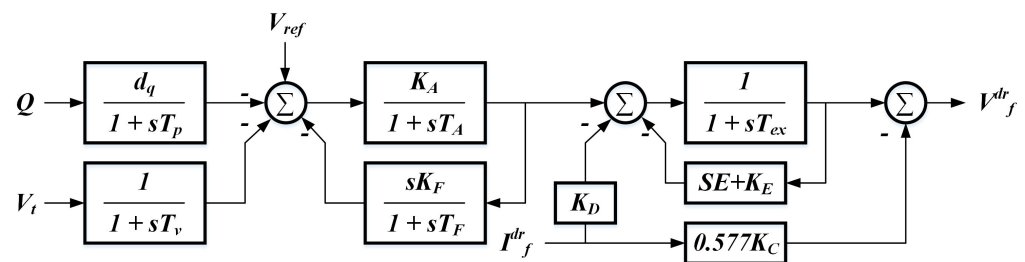 V_ref
Q
d_q
1 + sT_p
-
Σ
-
-
K_A
1 + sT_A
Σ
-
-
1
1 + sT_ex
Σ
-
V^dr_f
V_t
1
1 + sT_v
sK_F
1 + sT_F
K_D
SE+K_E
I^dr_f
0.577K_C